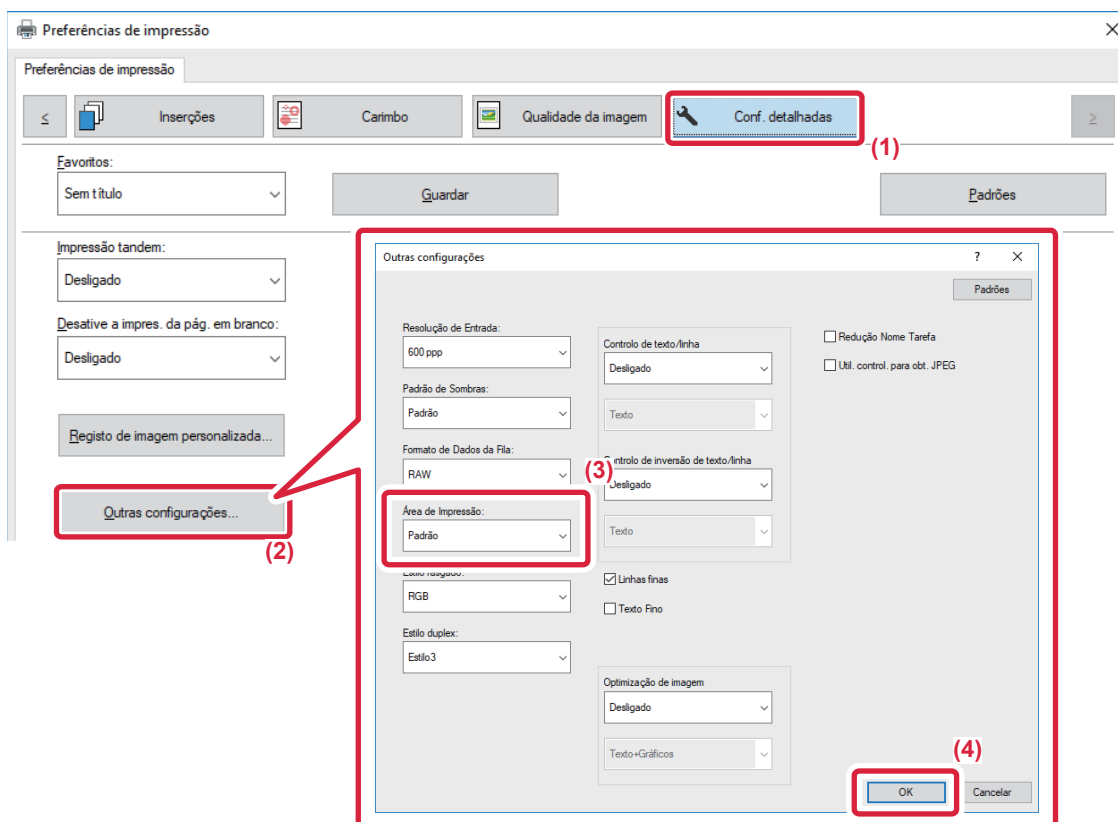 Preferências de impressão
Preferências de impressão
<
Inserções
Carimbo
Qualidade da imagem
Conf. detalhadas
>
(1)
Favoritos:
Sem título
Guardar
Padrões
Impressão tandem:
Desligado
Desative a impres. da pág. em branco:
Desligado
Registo de imagem personalizada...
Outras configurações...
(2)
Outras configurações
?
Padrões
Resolução de Entrada:
600 ppp
Padrão de Sombras:
Padrão
Formato de Dados da Fila:
RAW
(3)
Área de Impressão:
Padrão
Estilo rasgado:
RGB
Estilo duplex:
Estilo3
Controlo de texto/linha
Desligado
Texto
Controlo de inversão de texto/linha
Desligado
Texto
Linhas finas
Texto Fino
Optimização de imagem
Desligado
Texto+Gráficos
Redução Nome Tarefa
Util. control. para obt. JPEG
(4)
OK
Cancelar